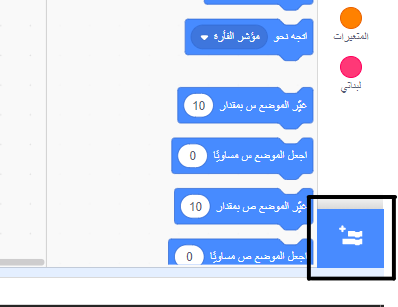 المتغيرات
لبناتي
اتجه نحو مؤشر الفأرة
غيّر الموضع س بمقدار 10
اجعل الموضع س مساويًا 0
غيّر الموضع ص بمقدار 10
اجعل الموضع ص مساويًا 0